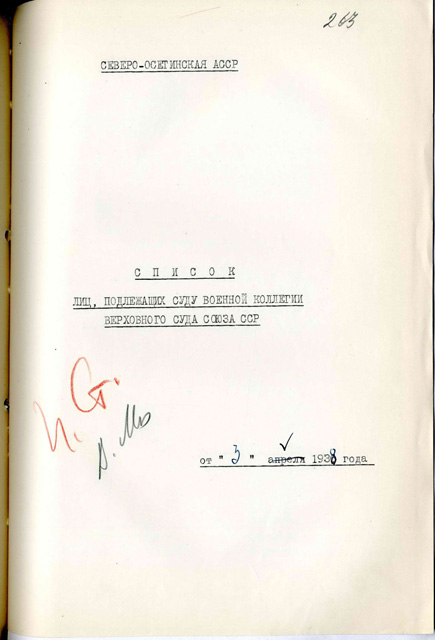 263
СЕВЕРО-ОСЕТИНСКАЯ АССР
С П И С О К
ЛИЦ, ПОДЛЕЖАЩИХ СУДУ ВОЕННОЙ КОЛЛЕГИИ
ВЕРХОВНОГО СУДА СОЮЗА ССР
И. Ст.
В. Мо
от " 3 " апреля 1938 года